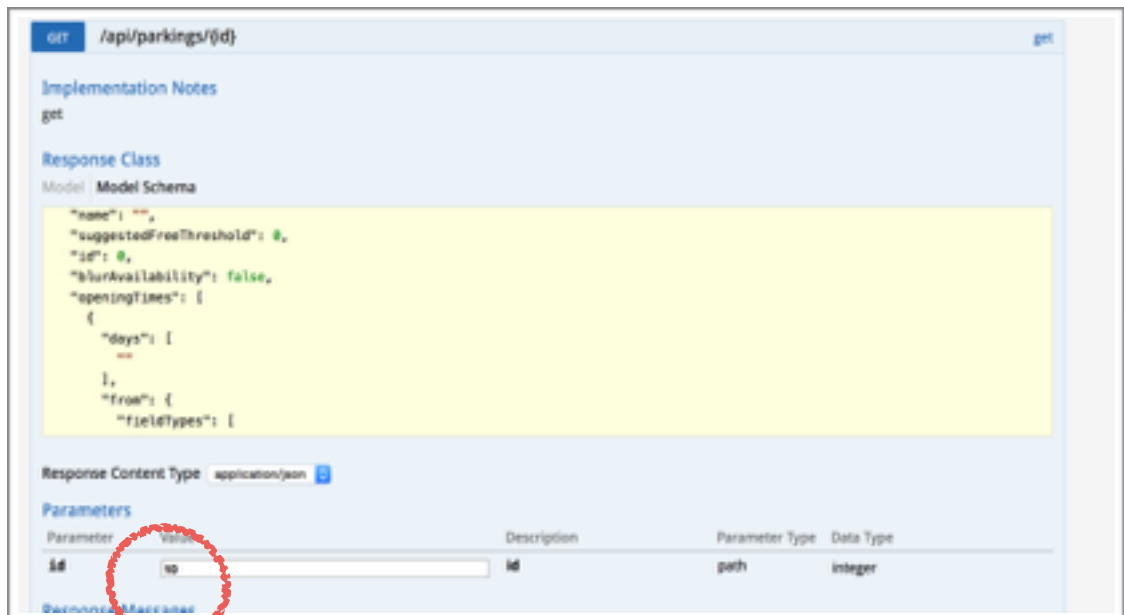 GET /api/parkings/{id} get
Implementation Notes
get
Response Class
Model Model Schema
"name": "",
"suggestedFreeThreshold": 0,
"id": 0,
"blurAvailability": false,
"openingTimes": [
{
"days": [
""
],
"from": {
"fieldTypes": [
Response Content Type application/json
Parameters
Parameter Value Description Parameter Type Data Type
id id path integer
Response Messages